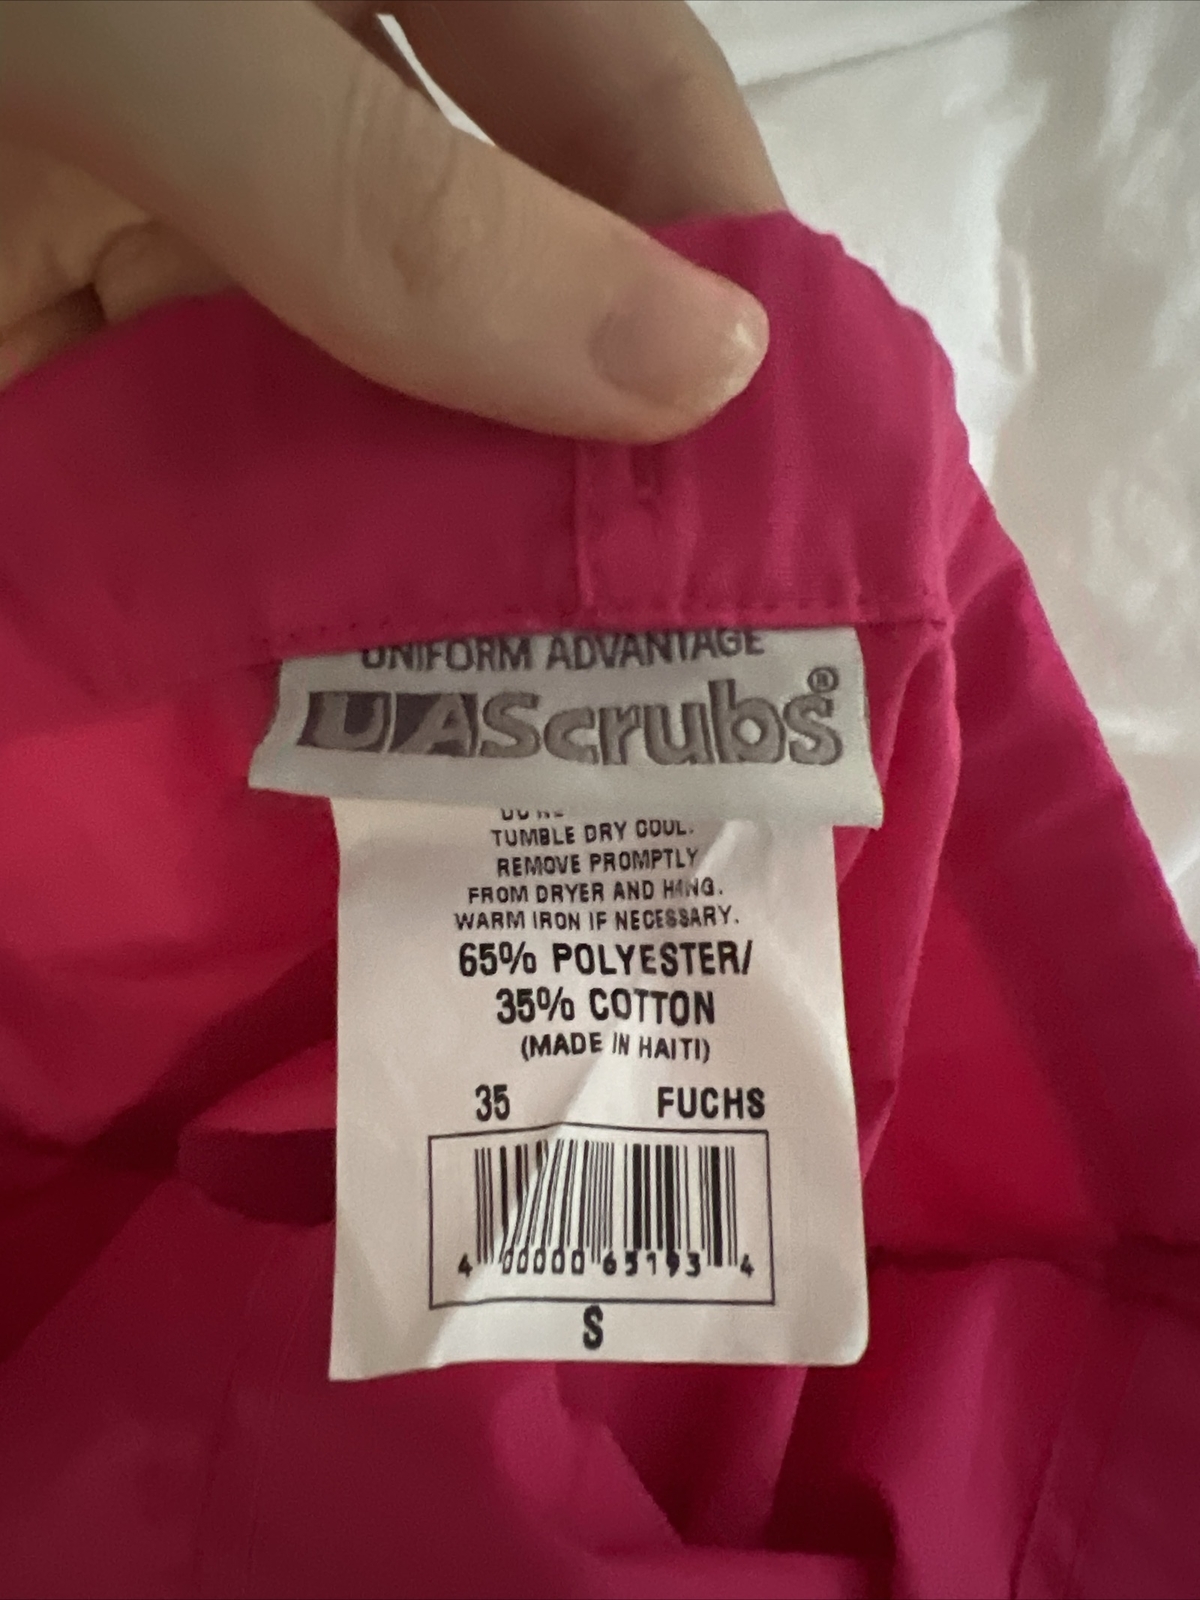 UNIFORM ADVANTAGE
UAScrubs®
TUMBLE DRY COOL.
REMOVE PROMPTLY
FROM DRYER AND HANG.
WARM IRON IF NECESSARY.
65% POLYESTER/
35% COTTON
(MADE IN HAITI)
35 FUCHS
4 00000 65193 4
S